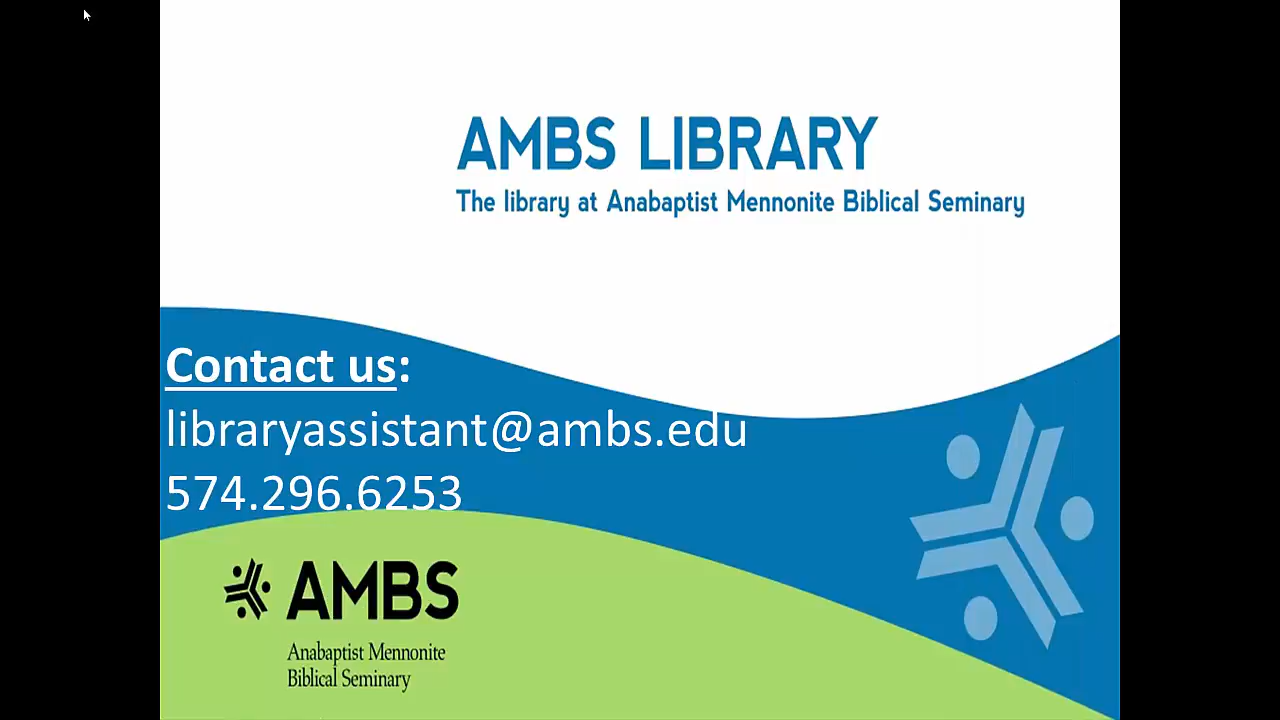 AMBS LIBRARY
The library at Anabaptist Mennonite Biblical Seminary
Contact us:
libraryassistant@ambs.edu
574.296.6253
AMBS
Anabaptist Mennonite
Biblical Seminary